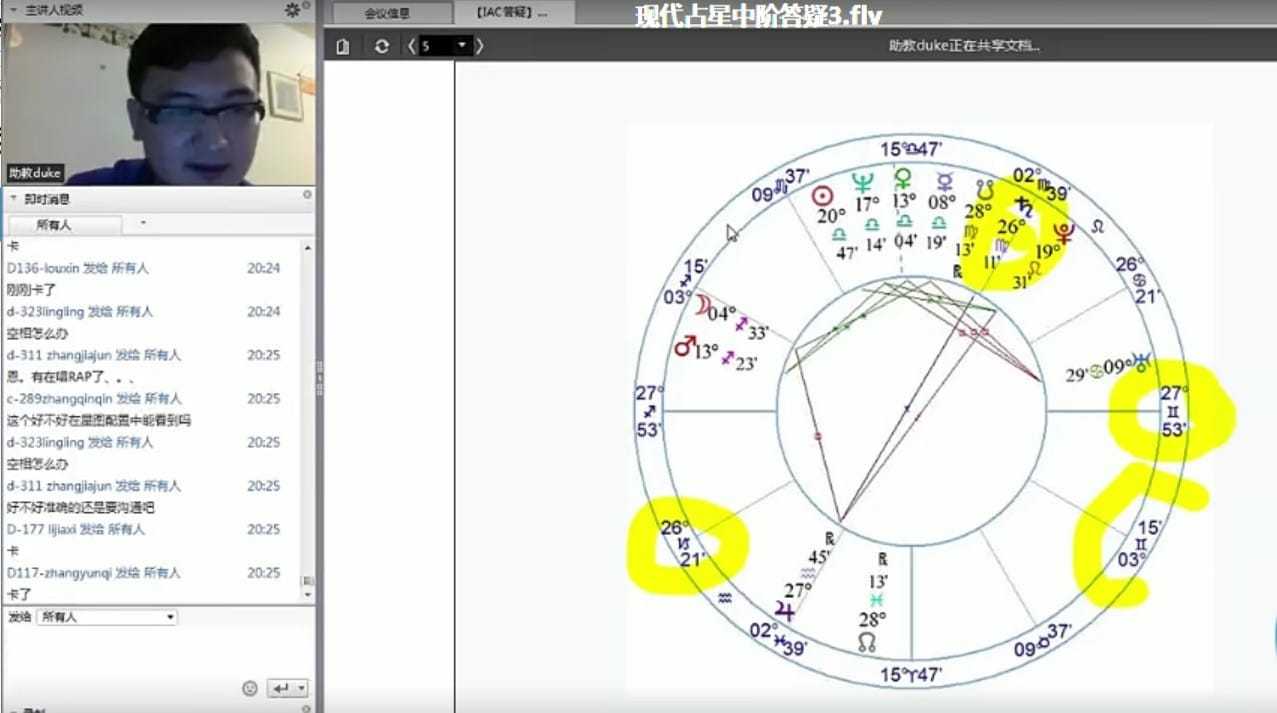 主讲人视频
助教duke
即时消息
所有人
卡
D136-louxin 发给 所有人 20:24
刚刚卡了
d-323lingling 发给 所有人 20:24
空相怎么办
d-311 zhangjiajun 发给 所有人 20:25
恩。有在唱RAP了、、、
c-289zhangqinqin 发给 所有人 20:25
这个好不好在星图配置中能看到吗
d-323lingling 发给 所有人 20:25
空相怎么办
d-311 zhangjiajun 发给 所有人 20:25
好不好准确的还是要沟通吧
D-177 lijiaxi 发给 所有人 20:25
卡
D117-zhangyunqi 发给 所有人 20:25
卡了
发给 所有人
会议信息
【IAC答疑】...
现代占星中阶答疑3.flv
5
助教duke正在共享文档...
15°♎47'
09♏37'
02°♍39'
♌
26°♋21'
15'♐03°
27°♐53'
27°♊53'
26°♑21'
15'♊03°
♒
02°♓39'
15°♈47'
09♉37'
☉ 20° ♎ 47'
♆ 17° ♎ 14'
♀ 13° ♎ 04'
☿ 08° ♎ 19'
☋ 28° ♍ 13' ℞
♄ 26° ♍ 11'
♇ 19° ♌ 31'
☽ 04° ♐ 33'
♂ 13° ♐ 23'
29' ♋ 09° ♅
℞ 45' ♒ 27° ♃
℞ 13' ♓ 28° ☊